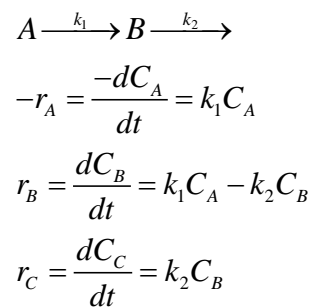 A --k₁--> B --k₂-->
-r_A = -dC_A/dt = k₁C_A
r_B = dC_B/dt = k₁C_A - k₂C_B
r_C = dC_C/dt = k₂C_B